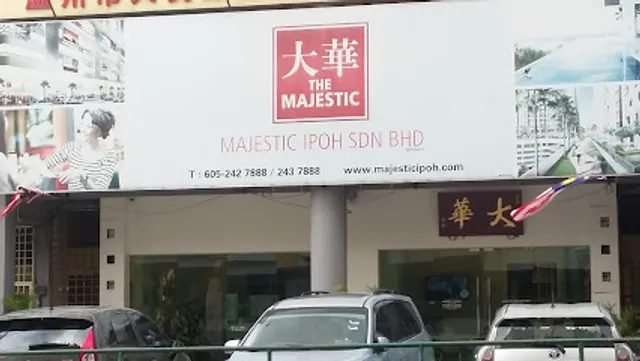 大華
THE
MAJESTIC
MAJESTIC IPOH SDN BHD
T : 605-242 7888 / 243 7888 www.majesticipoh.com
大華